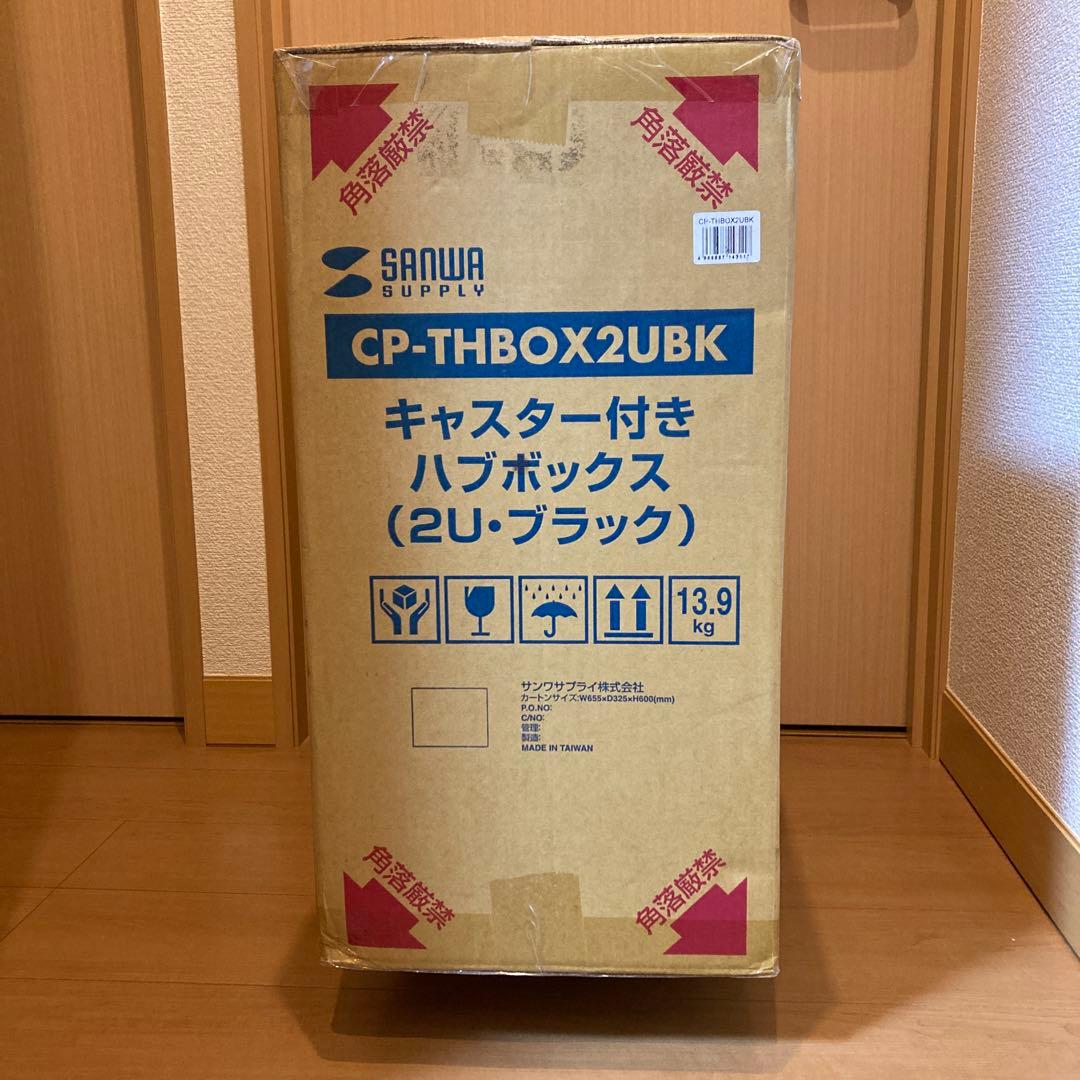 角落厳禁
角落厳禁
CP-THBOX2UBK
SANWA
SUPPLY
CP-THBOX2UBK
キャスター付き
ハブボックス
(2U・ブラック)
13.9
kg
サンワサプライ株式会社
カートンサイズ:W655×D325×H600(mm)
P.O.NO:
C/NO:
管理:
製造:
MADE IN TAIWAN
角落厳禁
角落厳禁